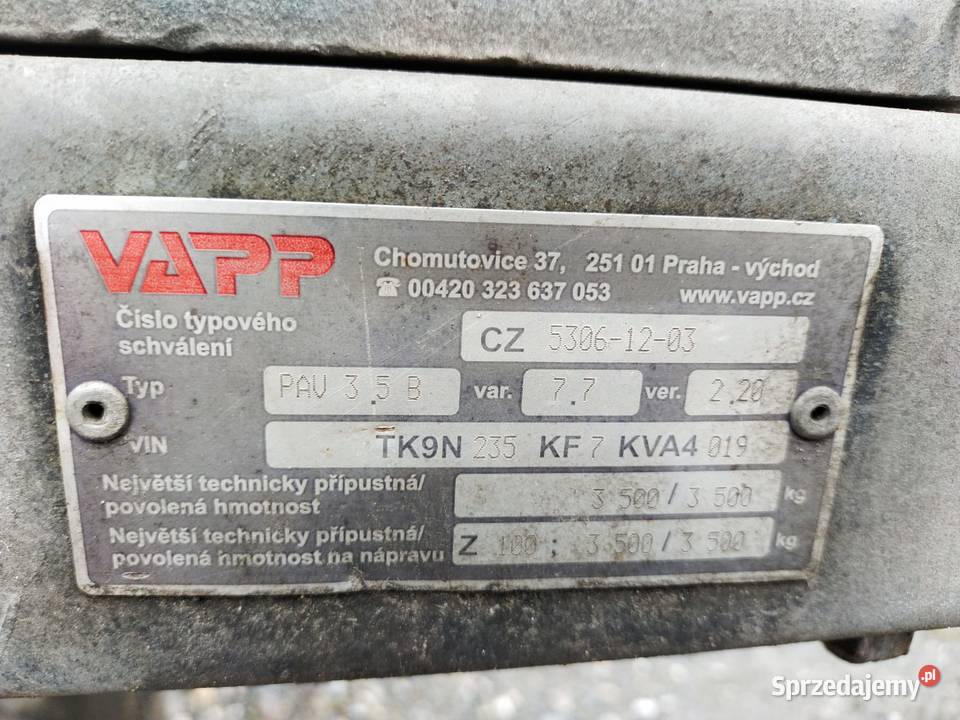 VAPP
Chomutovice 37, 251 01 Praha - východ
☎ 00420 323 637 053 www.vapp.cz
Číslo typového
schválení
CZ 5306-12-03
Typ PAV 3.5 B var. 7.7 ver. 2.20
VIN TK9N 235 KF 7 KVA4 019
Největší technicky přípustná/
povolená hmotnost
3 500 / 3 500 kg
Největší technicky přípustná/
povolená hmotnost na nápravu
Z 100 ; 3 500 / 3 500 kg
Sprzedajemy .pl